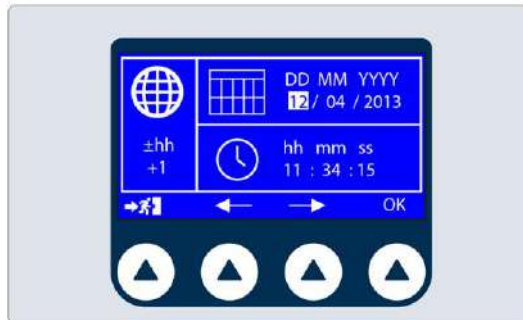 DD MM YYYY
12 / 04 / 2013
±hh
+1
hh mm ss
11 : 34 : 15
OK